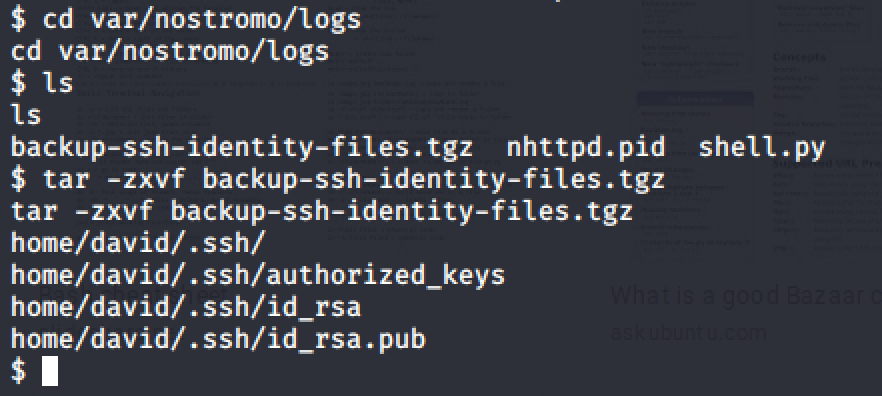 $ cd var/nostromo/logs
cd var/nostromo/logs
$ ls
ls
backup-ssh-identity-files.tgz  nhttpd.pid  shell.py
$ tar -zxvf backup-ssh-identity-files.tgz
tar -zxvf backup-ssh-identity-files.tgz
home/david/.ssh/
home/david/.ssh/authorized_keys
home/david/.ssh/id_rsa
What is a good Bazaar
home/david/.ssh/id_rsa.pub
askubuntu.com
$